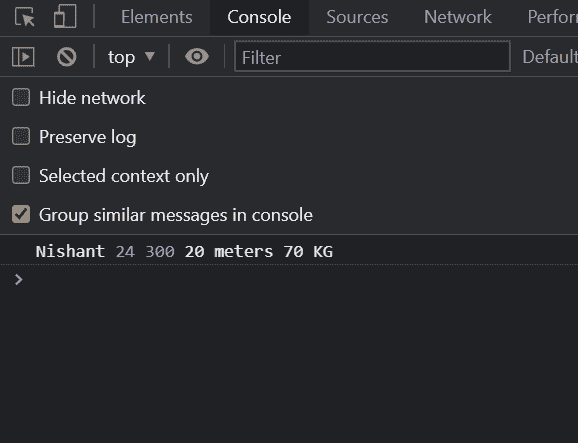 Elements Console Sources Network Perform
top ▼ Filter Default
Hide network
Preserve log
Selected context only
Group similar messages in console
Nishant 24 300 20 meters 70 KG
>